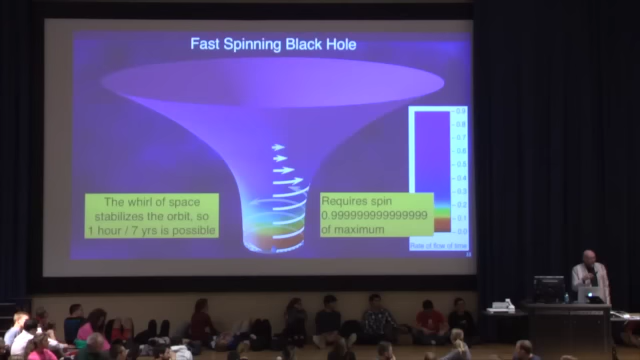 Fast Spinning Black Hole
The whirl of space
stabilizes the orbit, so
1 hour / 7 yrs is possible
Requires spin
0.999999999999999
of maximum
Rate of flow of time